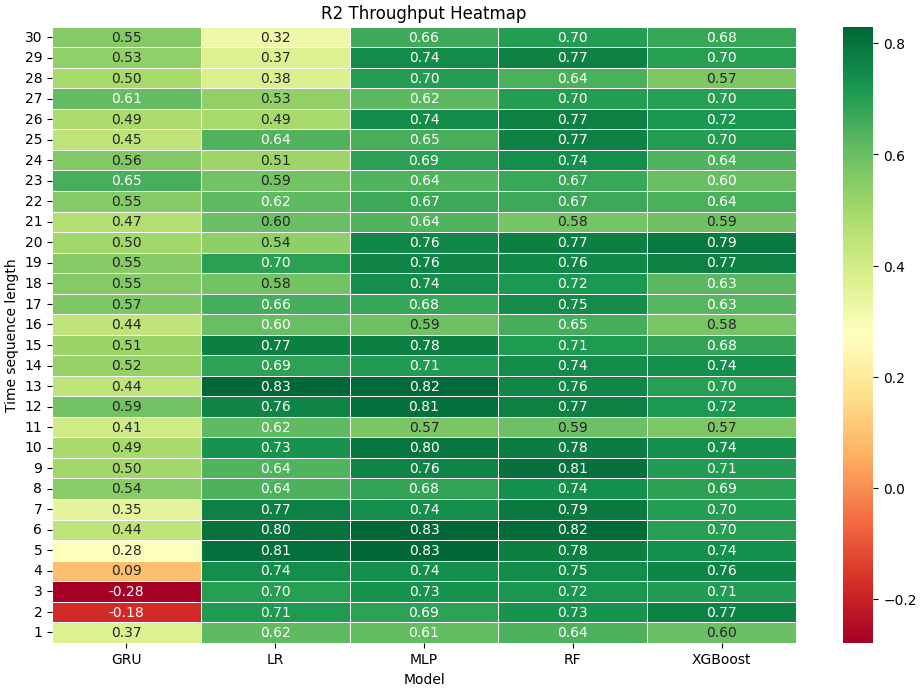 R2 Throughput Heatmap
30 0.55 0.32 0.66 0.70 0.68
29 0.53 0.37 0.74 0.77 0.70
28 0.50 0.38 0.70 0.64 0.57
27 0.61 0.53 0.62 0.70 0.70
26 0.49 0.49 0.74 0.77 0.72
25 0.45 0.64 0.65 0.77 0.70
24 0.56 0.51 0.69 0.74 0.64
23 0.65 0.59 0.64 0.67 0.60
22 0.55 0.62 0.67 0.67 0.64
21 0.47 0.60 0.64 0.58 0.59
20 0.50 0.54 0.76 0.77 0.79
19 0.55 0.70 0.76 0.76 0.77
18 0.55 0.58 0.74 0.72 0.63
17 0.57 0.66 0.68 0.75 0.63
16 0.44 0.60 0.59 0.65 0.58
15 0.51 0.77 0.78 0.71 0.68
14 0.52 0.69 0.71 0.74 0.74
13 0.44 0.83 0.82 0.76 0.70
12 0.59 0.76 0.81 0.77 0.72
11 0.41 0.62 0.57 0.59 0.57
10 0.49 0.73 0.80 0.78 0.74
9 0.50 0.64 0.76 0.81 0.71
8 0.54 0.64 0.68 0.74 0.69
7 0.35 0.77 0.74 0.79 0.70
6 0.44 0.80 0.83 0.82 0.70
5 0.28 0.81 0.83 0.78 0.74
4 0.09 0.74 0.74 0.75 0.76
3 -0.28 0.70 0.73 0.72 0.71
2 -0.18 0.71 0.69 0.73 0.77
1 0.37 0.62 0.61 0.64 0.60
GRU LR MLP RF XGBoost
Model
Time sequence length
0.8
0.6
0.4
0.2
0.0
−0.2